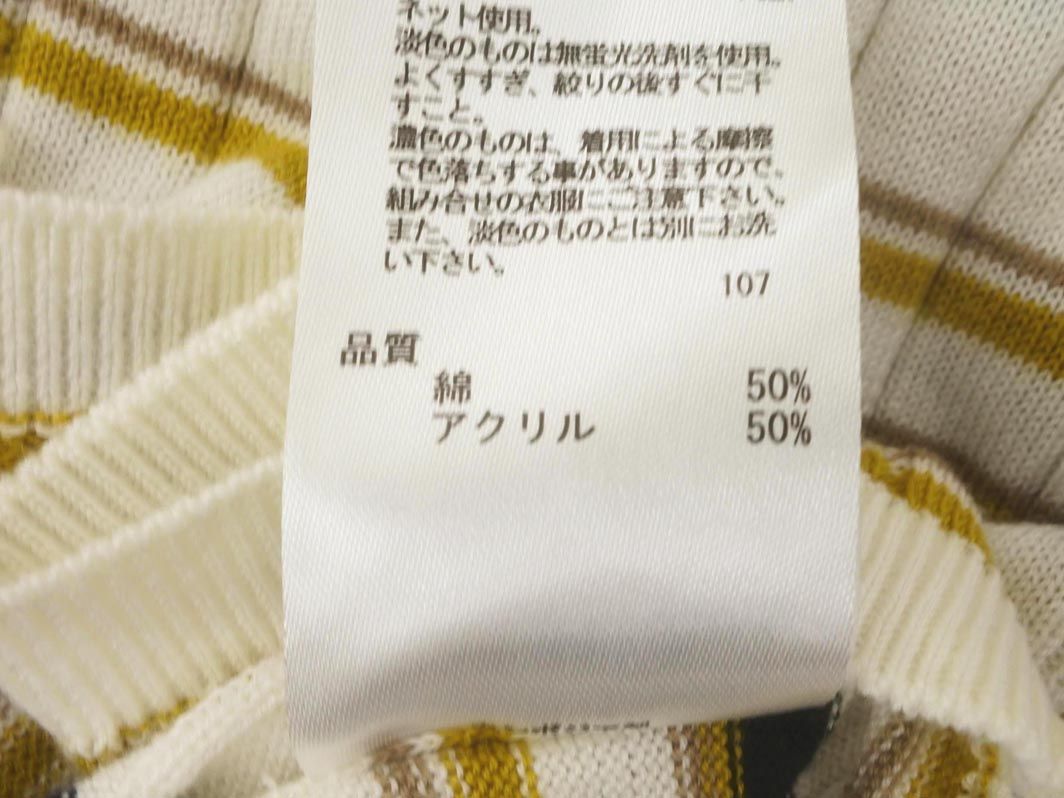 ネット使用。
淡色のものは無蛍光洗剤を使用。
よくすすぎ、絞りの後すぐに干
すこと。
濃色のものは、着用による摩擦
で色落ちする事がありますので、
組み合せの衣服にご注意下さい。
また、淡色のものとは別にお洗
い下さい。
107
品質
綿 50%
アクリル 50%